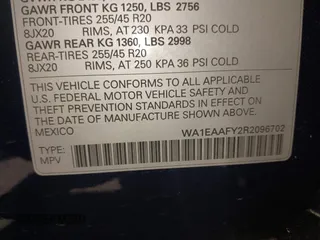 GAWR FRONT KG 1250, LBS 2756
FRONT-TIRES 255/45 R20
8JX20 RIMS, AT 230 KPA 33 PSI COLD
GAWR REAR KG 1360, LBS 2998
REAR-TIRES 255/45 R20
8JX20 RIMS, AT 250 KPA 36 PSI COLD
THIS VEHICLE CONFORMS TO ALL APPLICABLE
U.S. FEDERAL MOTOR VEHICLE SAFETY AND
THEFT PREVENTION STANDARDS IN EFFECT ON
THE DATE OF MANUFACTURE SHOWN ABOVE.
MEXICO WA1EAAFY2R2096702
TYPE:
MPV